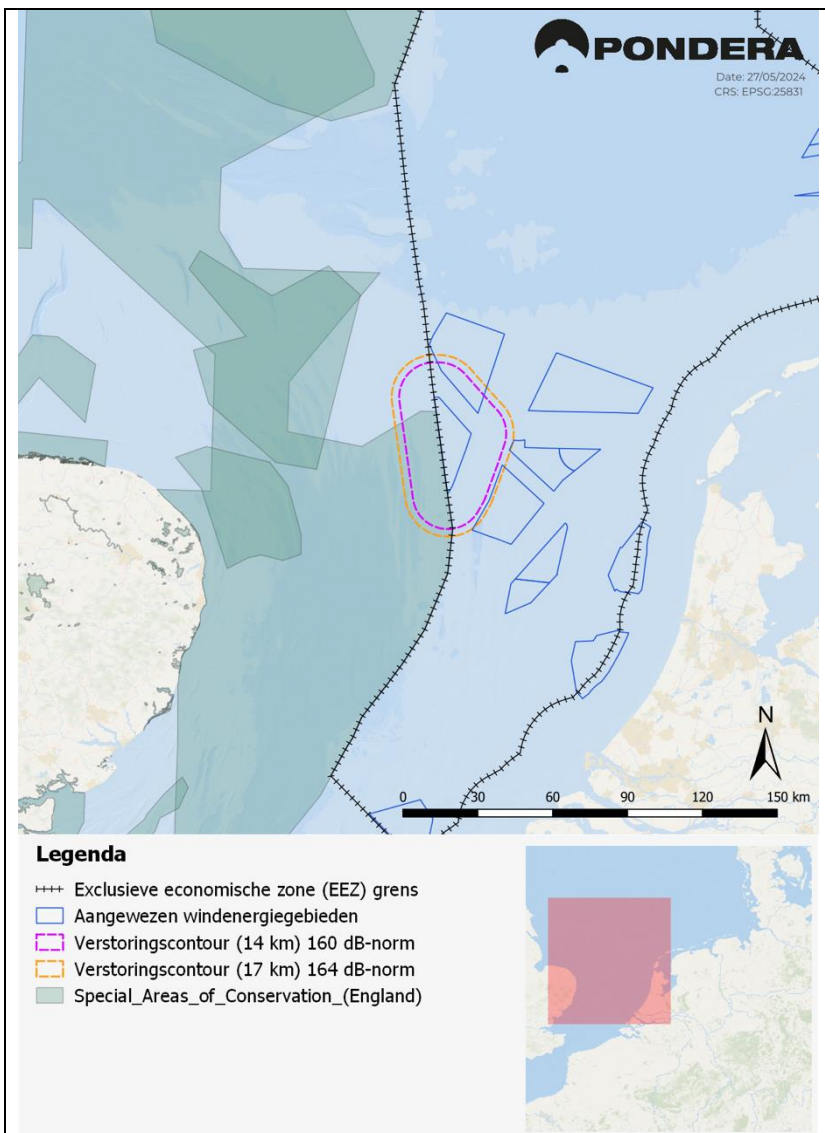 PONDERA
Date: 27/05/2024
CRS: EPSG:25831
N
0 30 60 90 120 150 km
Legenda
Exclusieve economische zone (EEZ) grens
Aangewezen windenergiegebieden
Verstoringscontour (14 km) 160 dB-norm
Verstoringscontour (17 km) 164 dB-norm
Special_Areas_of_Conservation_(England)